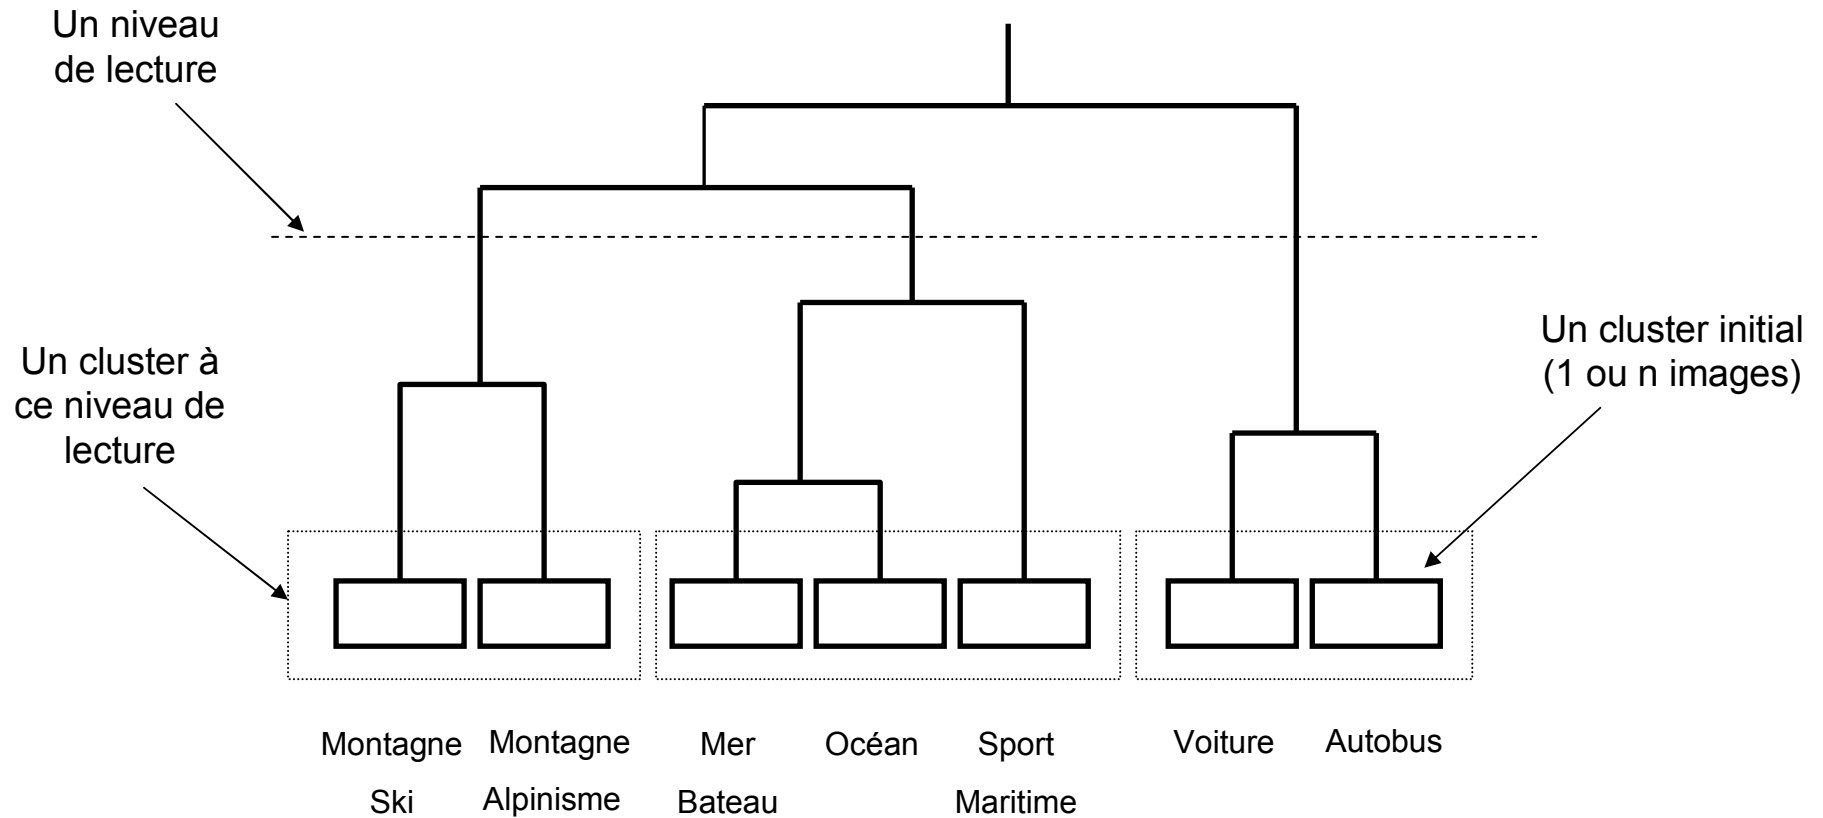 Un niveau
de lecture
Un cluster initial
(1 ou n images)
Un cluster à
ce niveau de
lecture
Montagne
Ski
Montagne
Alpinisme
Mer
Bateau
Océan
Sport
Maritime
Voiture
Autobus